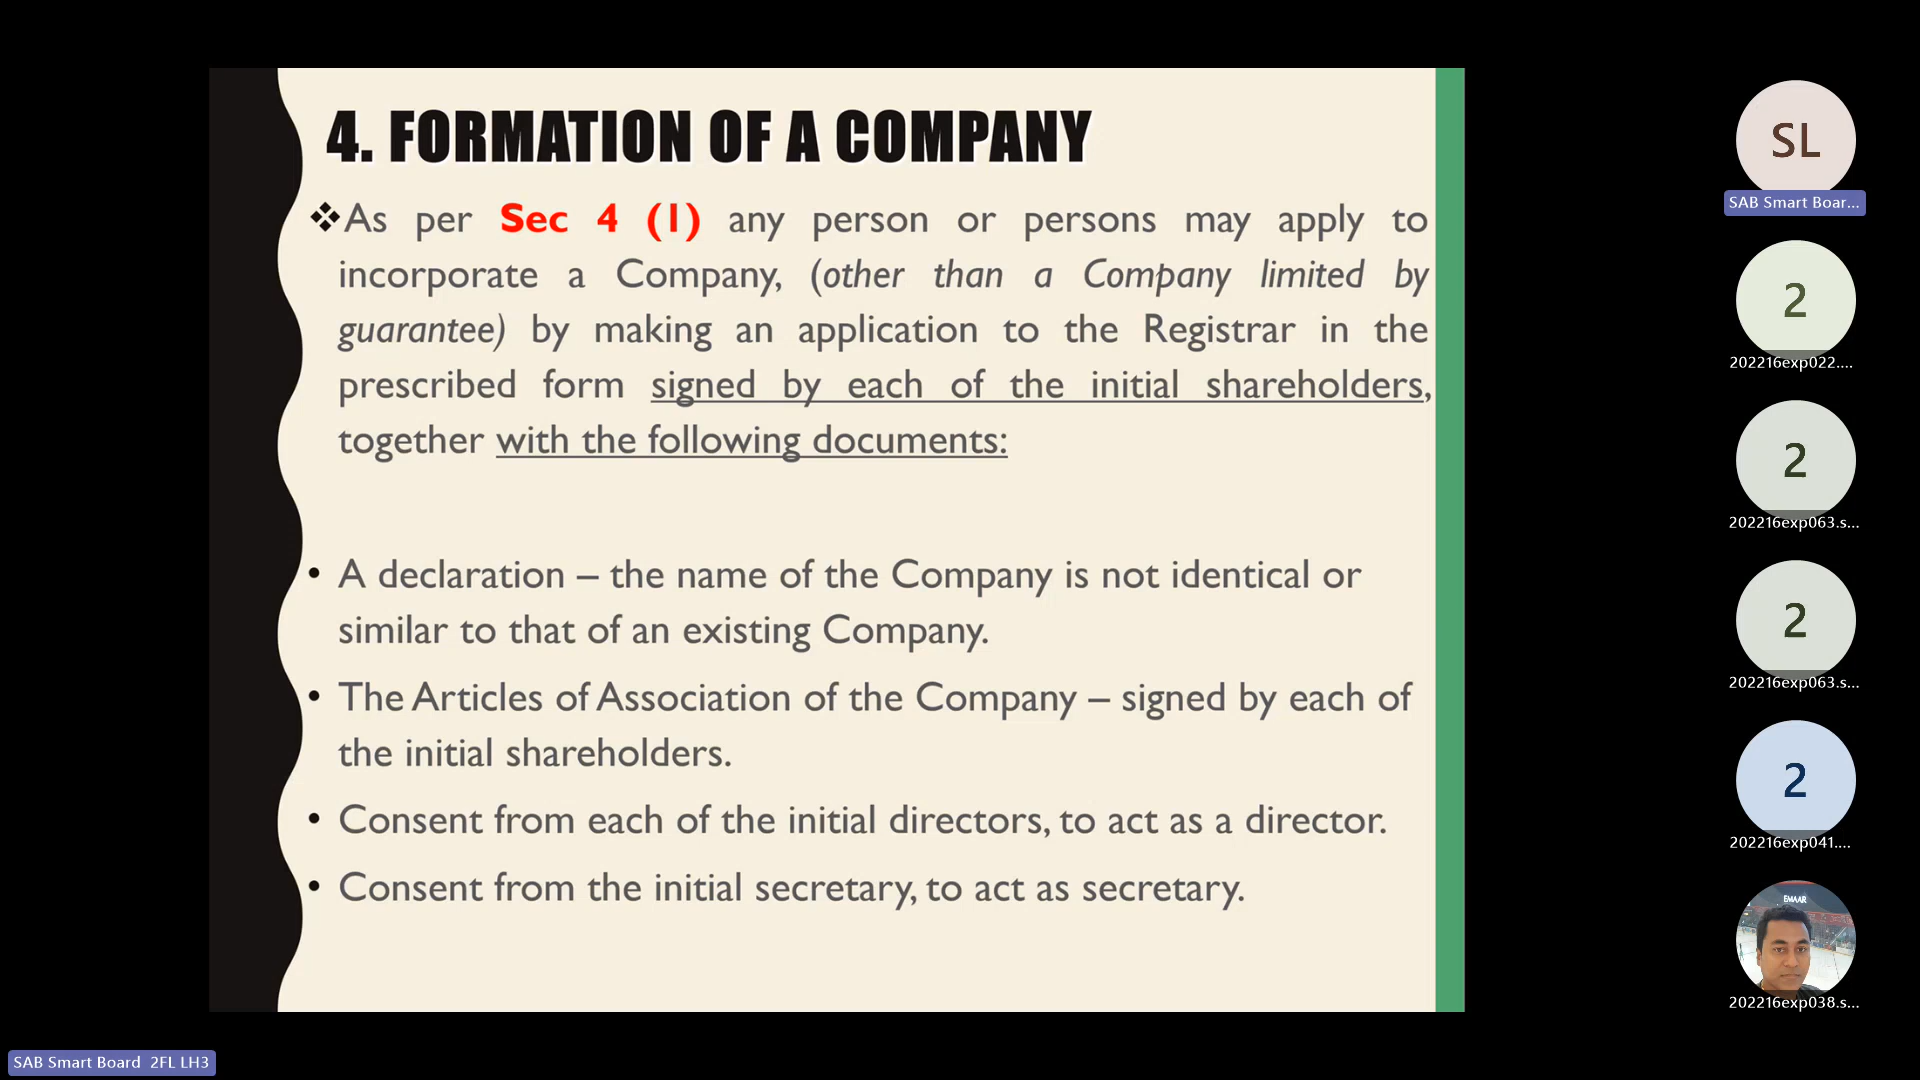 4. FORMATION OF A COMPANY
❖As per Sec 4 (1) any person or persons may apply to
incorporate a Company, (other than a Company limited by
guarantee) by making an application to the Registrar in the
prescribed form signed by each of the initial shareholders,
together with the following documents:
• A declaration – the name of the Company is not identical or
similar to that of an existing Company.
• The Articles of Association of the Company – signed by each of
the initial shareholders.
• Consent from each of the initial directors, to act as a director.
• Consent from the initial secretary, to act as secretary.
SL
SAB Smart Boar...
2
202216exp022....
2
202216exp063.s...
2
202216exp063.s...
2
202216exp041....
EMAAR
202216exp038.s...
SAB Smart Board 2FL LH3